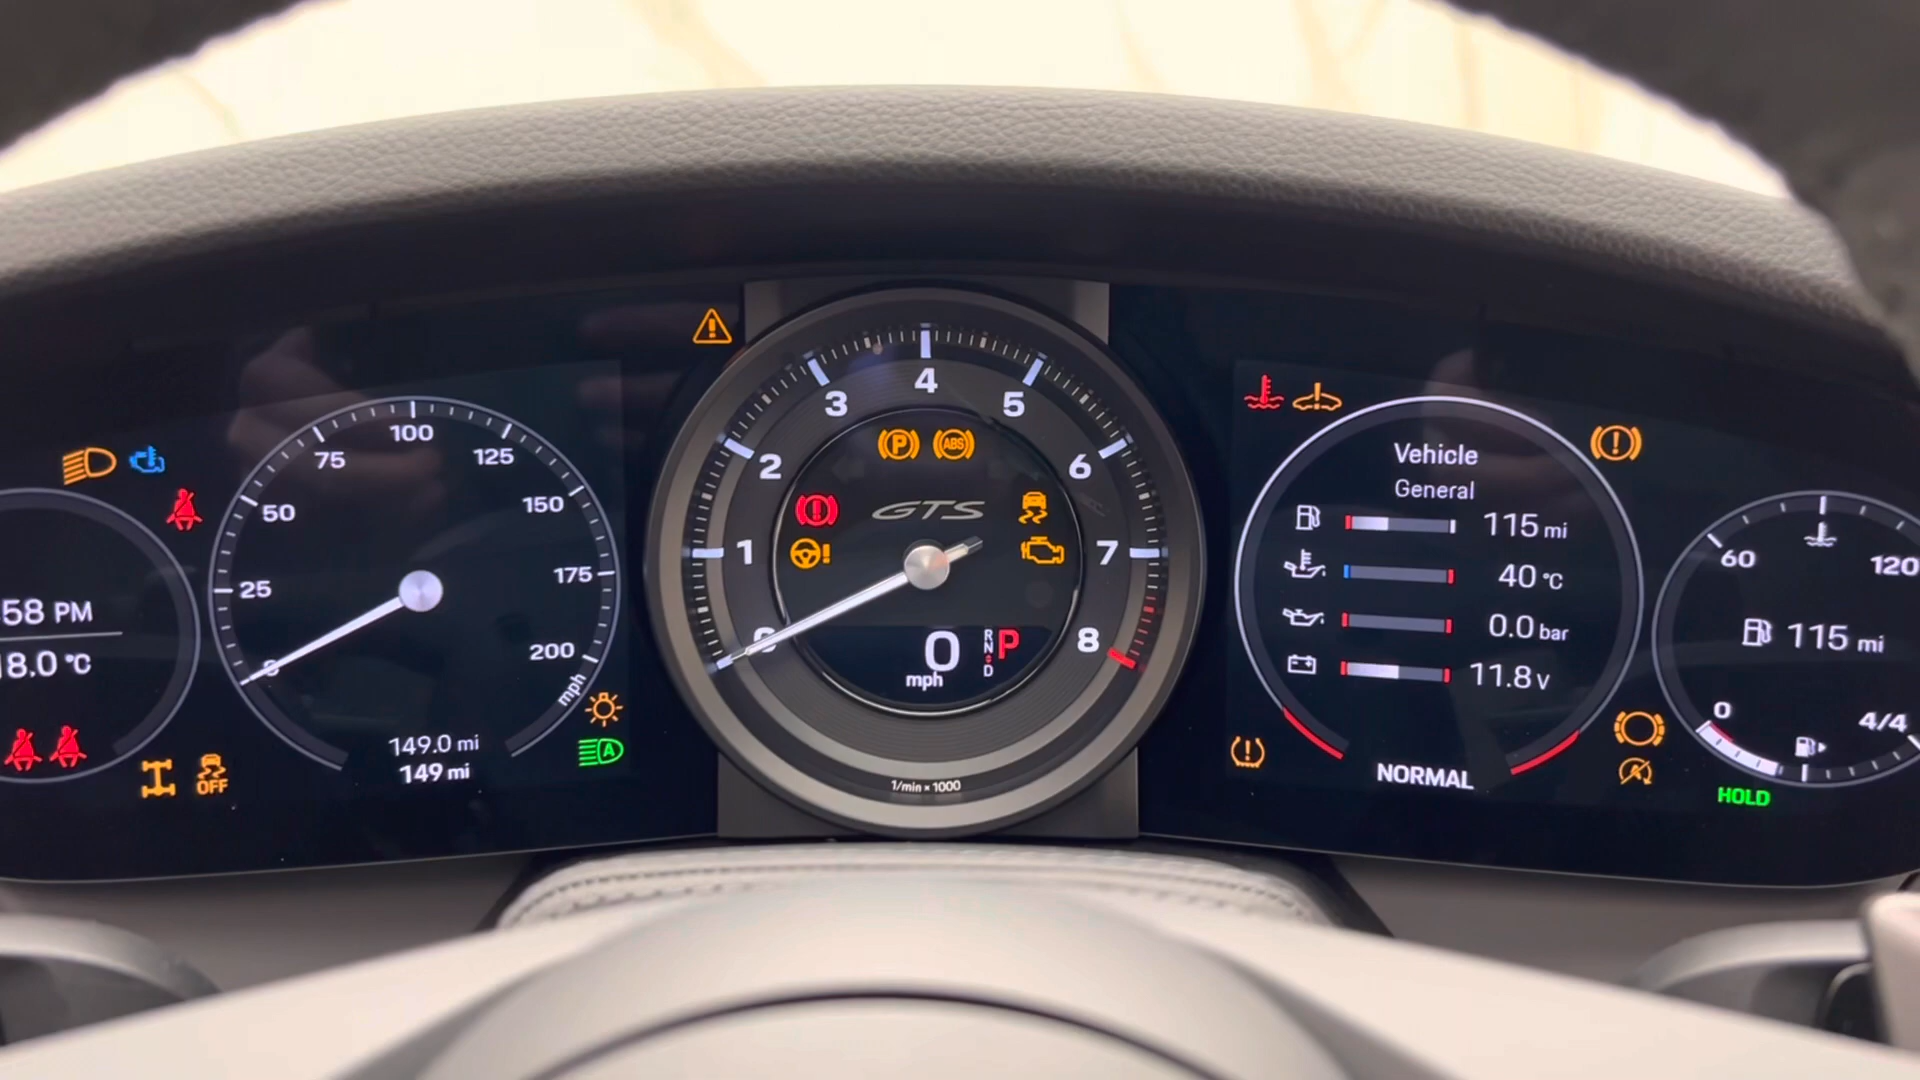 58 PM
8.0 °C
OFF
25
50
75
100
125
150
175
200
mph
149.0 mi
149 mi
A
1
2
3
4
5
6
7
8
P
ABS
GTS
0
mph
R
N
D
P
1/min × 1000
Vehicle
General
115 mi
40 °C
0.0 bar
11.8 V
NORMAL
A
60
120
115 mi
0
4/4
HOLD